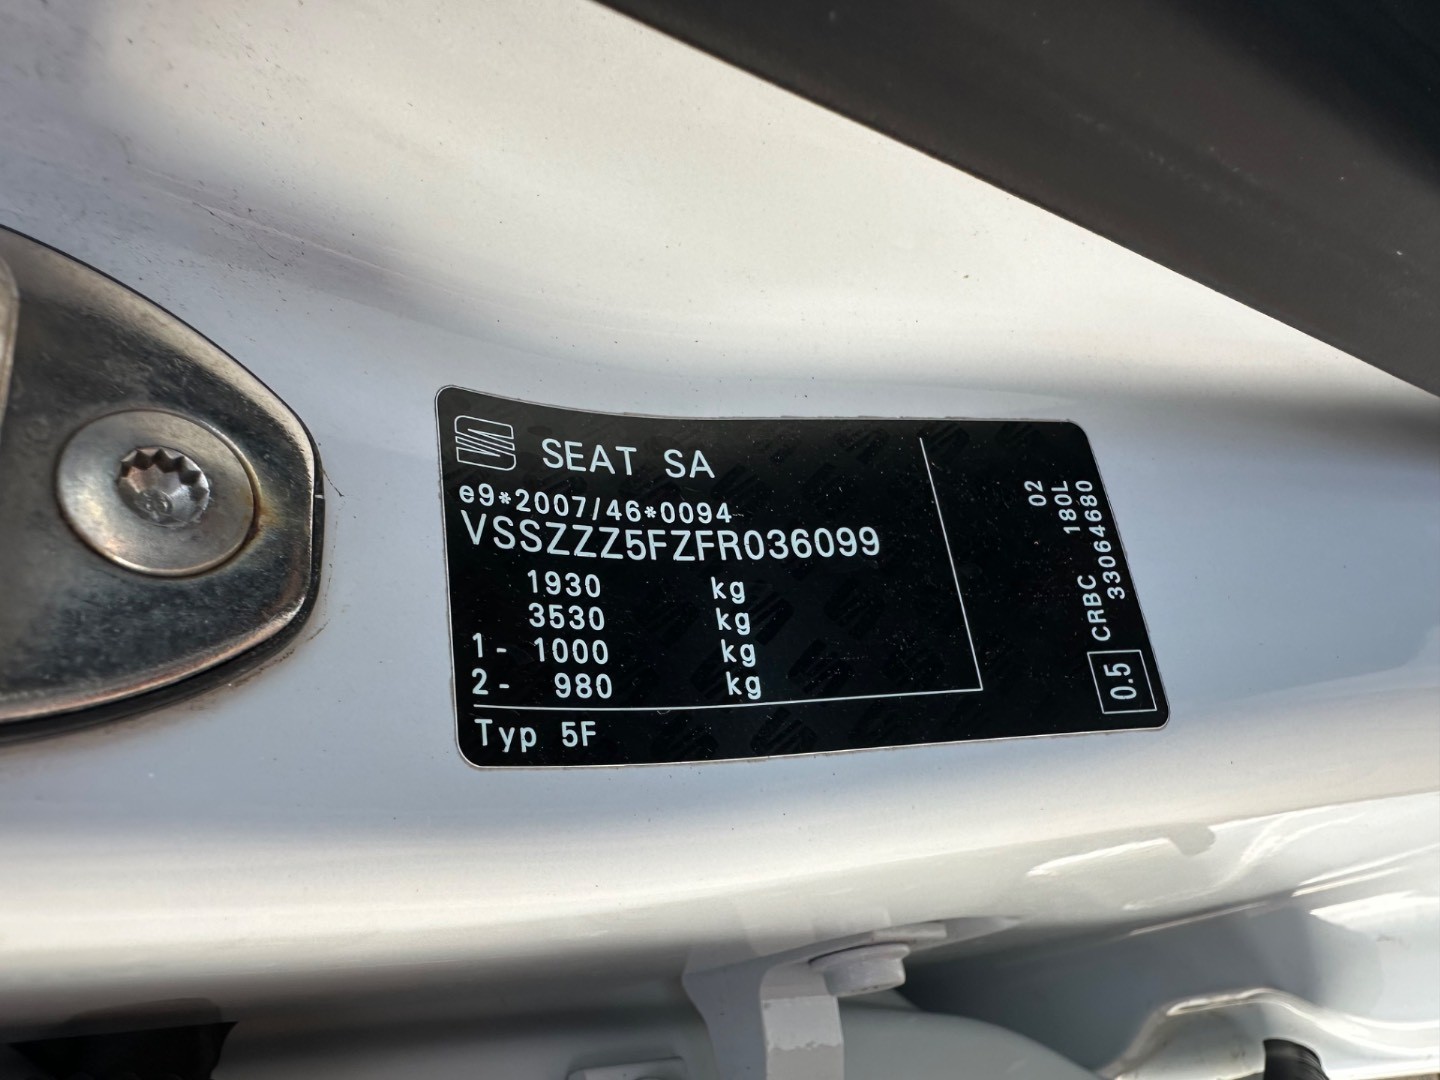 SEAT SA
e9*2007/46*0094
VSSZZZ5FZFR036099
1930 kg
3530 kg
1- 1000 kg
2- 980 kg
Typ 5F
02
CRBC 180L
33064680
0.5